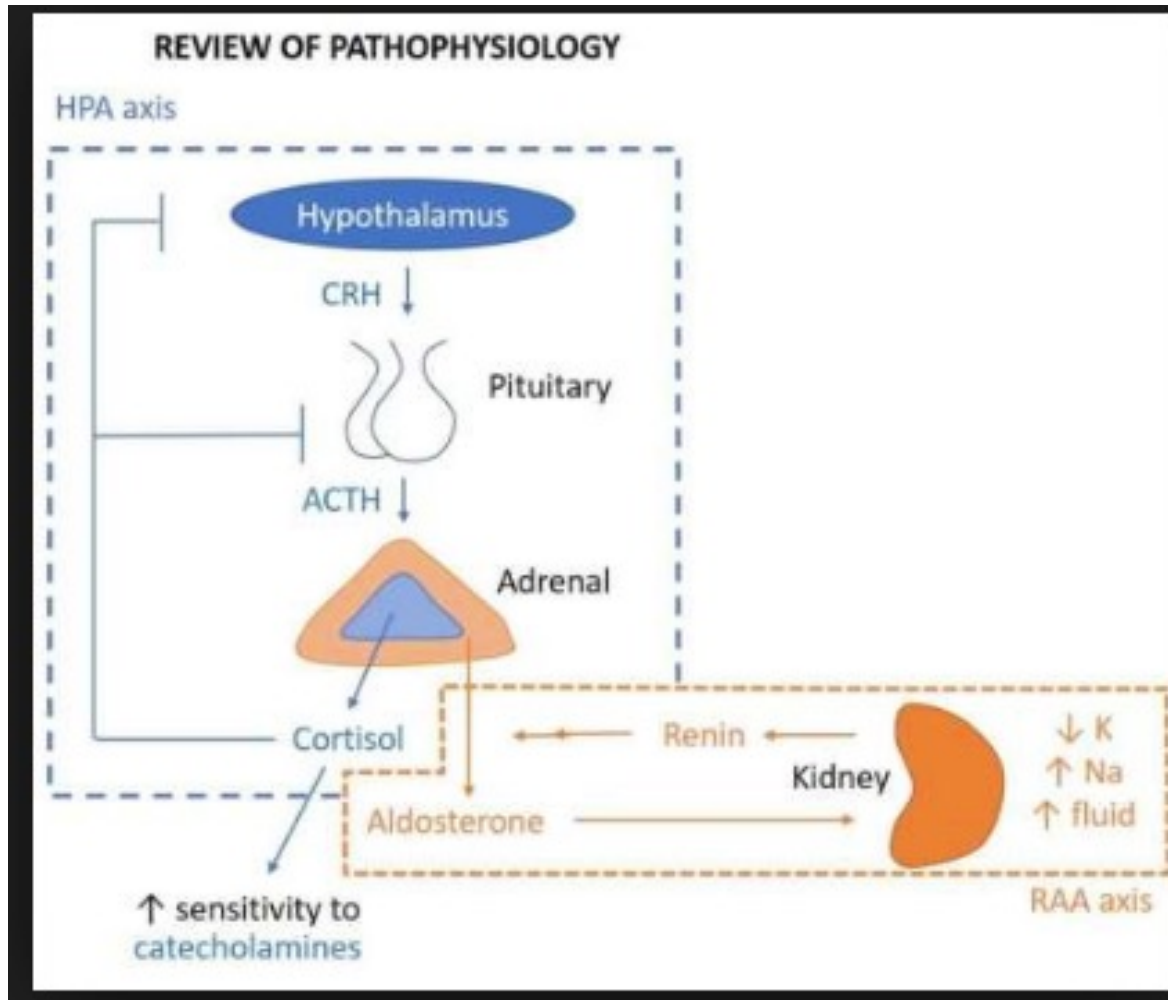 REVIEW OF PATHOPHYSIOLOGY
HPA axis
Hypothalamus
CRH
Pituitary
ACTH
Adrenal
Cortisol
Renin
Kidney
↓ K
↑ Na
↑ fluid
Aldosterone
RAA axis
↑ sensitivity to
catecholamines